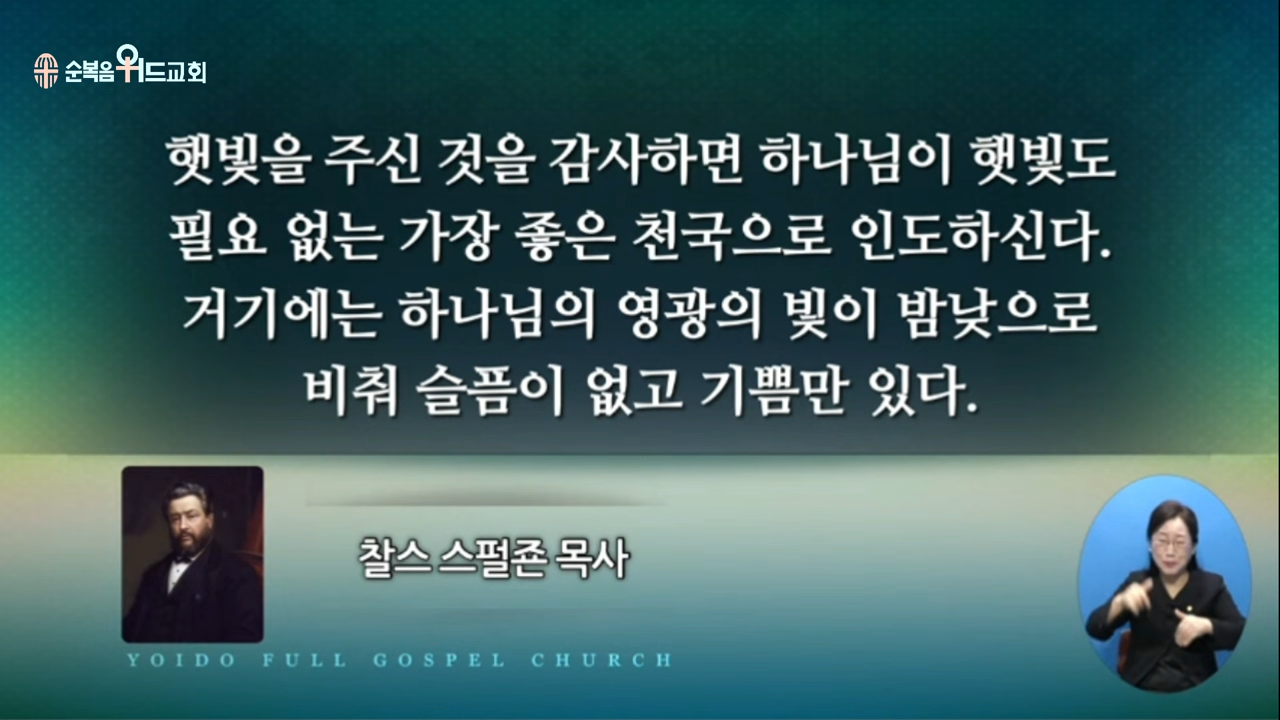 순복음위드교회
햇빛을 주신 것을 감사하면 하나님이 햇빛도
필요 없는 가장 좋은 천국으로 인도하신다.
거기에는 하나님의 영광의 빛이 밤낮으로
비춰 슬픔이 없고 기쁨만 있다.
찰스 스펄죤 목사
YOIDO FULL GOSPEL CHURCH